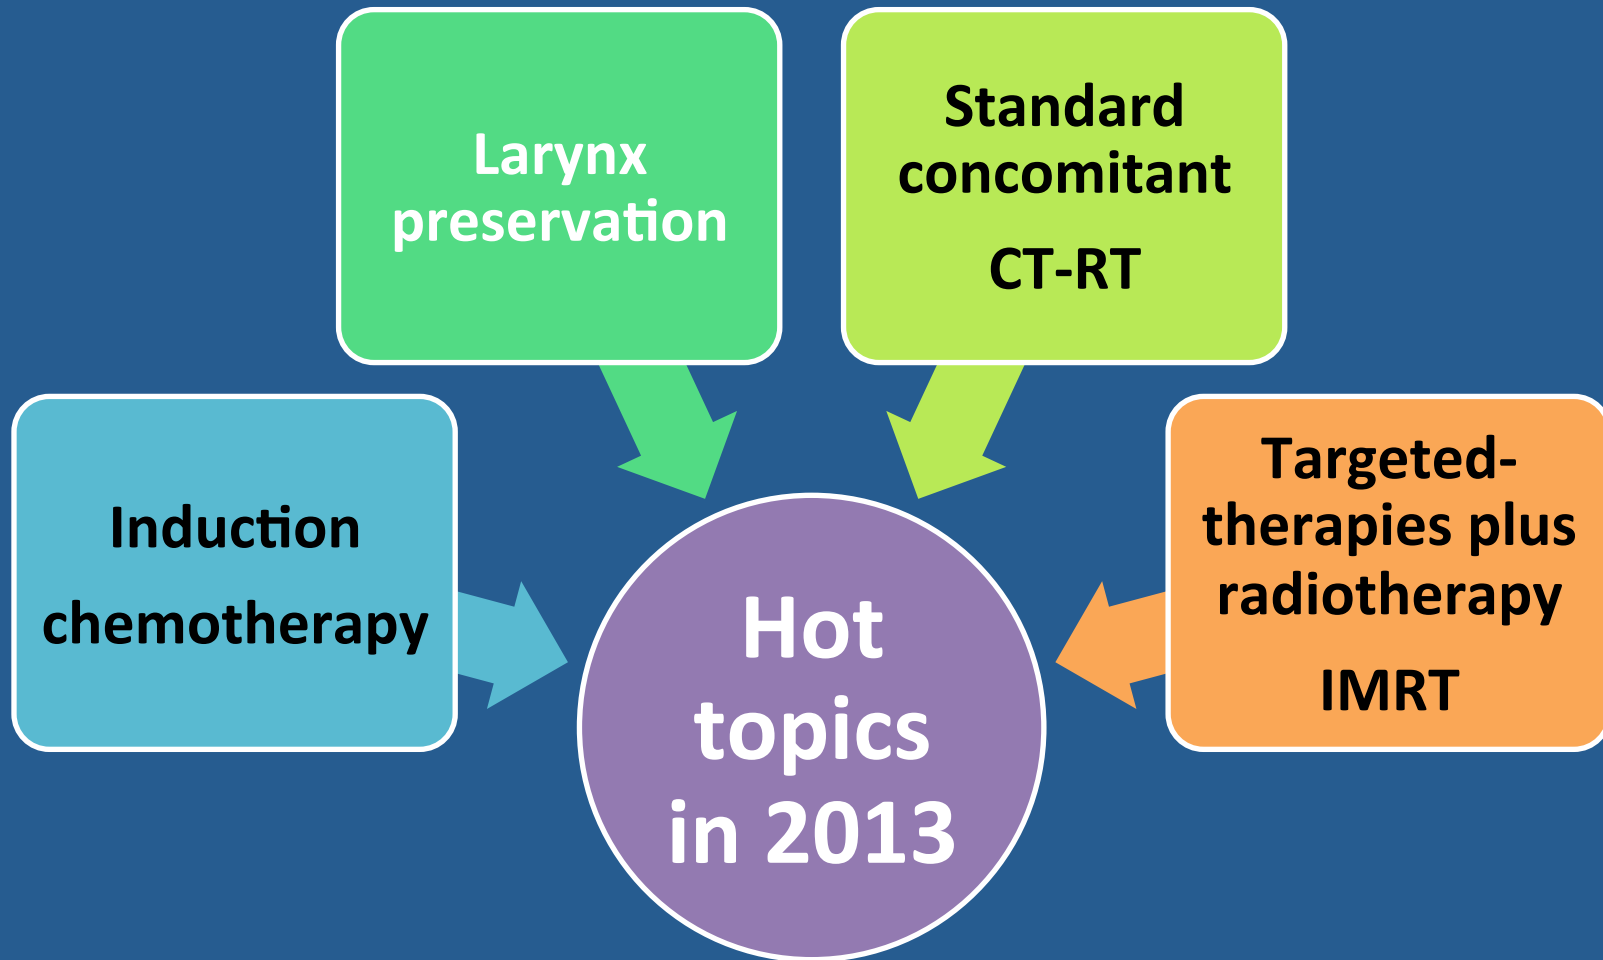 Larynx
preservation
Standard
concomitant
CT-RT
Induction
chemotherapy
Targeted-
therapies plus
radiotherapy
IMRT
Hot
topics
in 2013